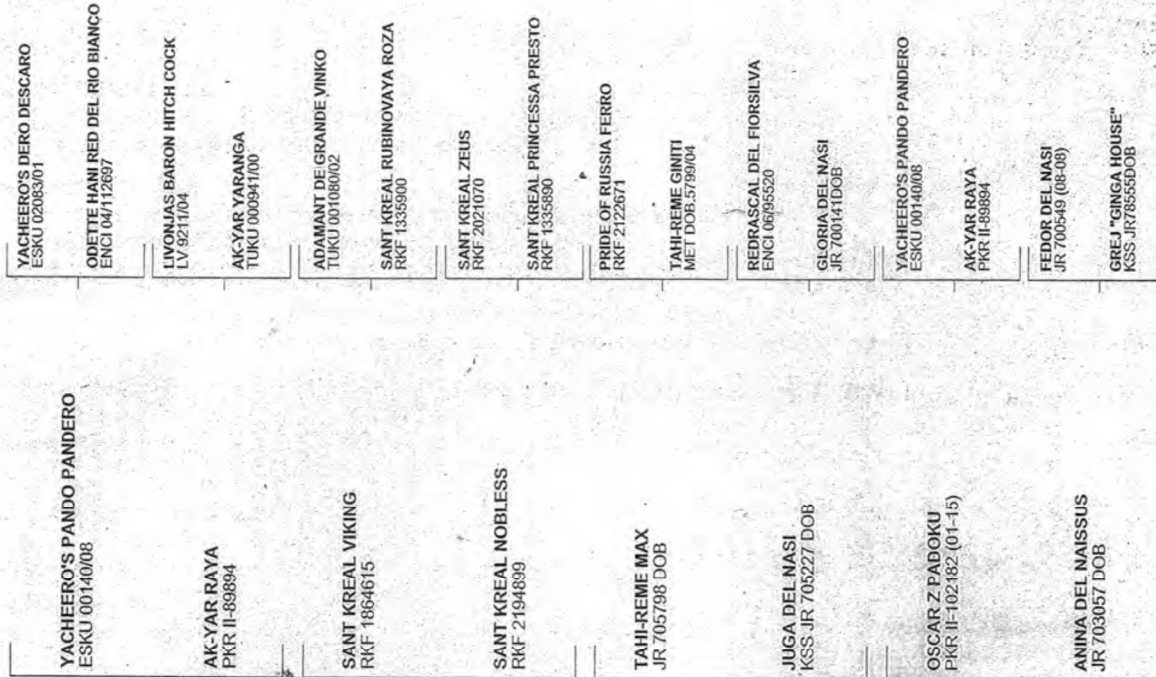 YACHEERO'S PANDO PANDERO
ESKU 00140/08
AK-YAR RAYA
PKR II-89894
SANT KREAL VIKING
RKF 1864615
SANT KREAL NOBLESS
RKF 2194899
TAHI-REME MAX
JR 705798 DOB
JUGA DEL NASI
KSS JR 705227 DOB
OSCAR Z PADOKU
PKR II-102182 (01-15)
ANINA DEL NAISSUS
JR 703057 DOB
YACHEERO'S DERO DESCARO
ESKU 02083/01
ODETTE HANI RED DEL RIO BIANCO
ENCI 04/112697
LIVONJAS BARON HITCH COCK
LV 9211/04
AK-YAR YARANGA
TUKU 000941/00
ADAMANT DE GRANDE VINKO
TUKU 001080/02
SANT KREAL RUBINOVAYA ROZA
RKF 1335900
SANT KREAL ZEUS
RKF 2021070
SANT KREAL PRINCESSA PRESTO
RKF 1335890
PRIDE OF RUSSIA FERRO
RKF 2122671
TAHI-REME GINITI
MET DOB.5799/04
REDRASCAL DEL FIORSILVA
ENCI 06/95520
GLORIA DEL NASI
JR 700141DOB
YACHEERO'S PANDO PANDERO
ESKU 00140/08
AK-YAR RAYA
PKR II-89894
FEDOR DEL NASI
JR 700549 (08-08)
GREJ "GINGA HOUSE"
KSS JR78555DOB